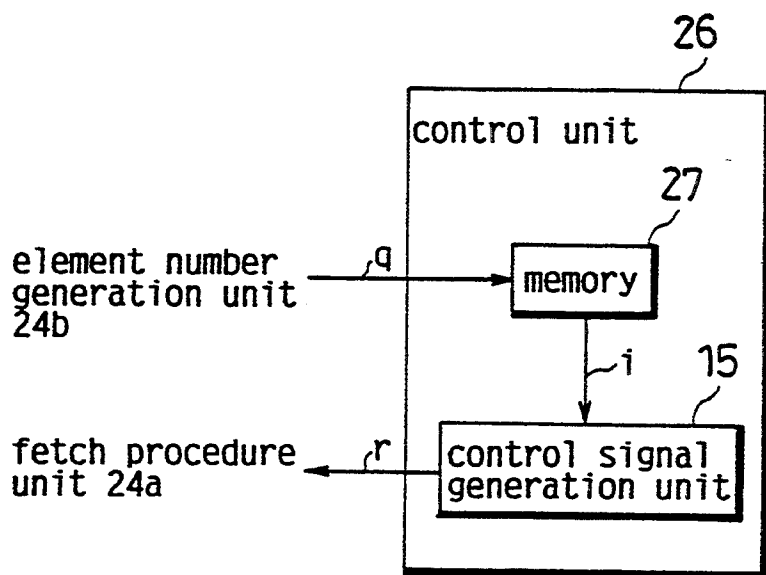 26
control unit
27
element number
generation unit
24b
q
memory
i
15
fetch procedure
unit 24a
r
control signal
generation unit